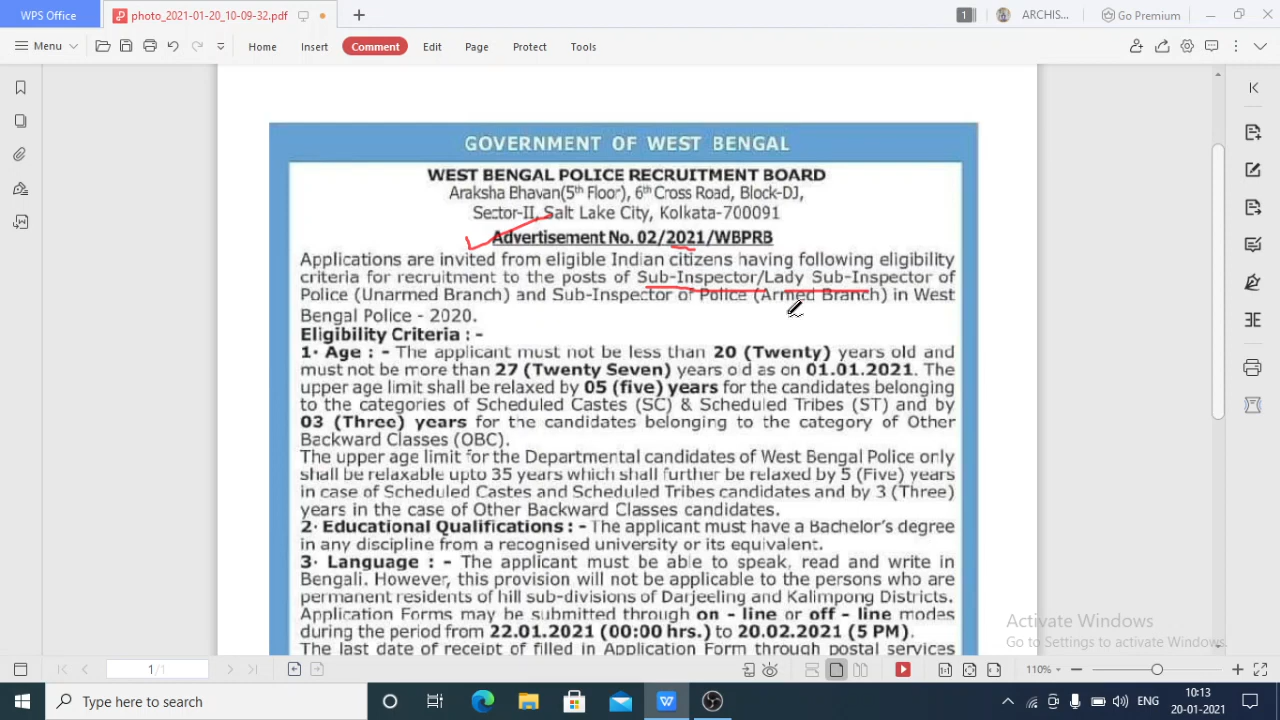 WPS Office
photo_2021-01-20_10-09-32.pdf
1
ARCHIS...
Go Premium
Menu
Home
Insert
Comment
Edit
Page
Protect
Tools
GOVERNMENT OF WEST BENGAL
WEST BENGAL POLICE RECRUITMENT BOARD
Araksha Bhavan(5th Floor), 6th Cross Road, Block-DJ,
Sector-II, Salt Lake City, Kolkata-700091
Advertisement No. 02/2021/WBPRB
Applications are invited from eligible Indian citizens having following eligibility
criteria for recruitment to the posts of Sub-Inspector/Lady Sub-Inspector of
Police (Unarmed Branch) and Sub-Inspector of Police (Armed Branch) in West
Bengal Police - 2020.
Eligibility Criteria : -
1· Age : - The applicant must not be less than 20 (Twenty) years old and
must not be more than 27 (Twenty Seven) years old as on 01.01.2021. The
upper age limit shall be relaxed by 05 (five) years for the candidates belonging
to the categories of Scheduled Castes (SC) & Scheduled Tribes (ST) and by
03 (Three) years for the candidates belonging to the category of Other
Backward Classes (OBC).
The upper age limit for the Departmental candidates of West Bengal Police only
shall be relaxable upto 35 years which shall further be relaxed by 5 (Five) years
in case of Scheduled Castes and Scheduled Tribes candidates and by 3 (Three)
years in the case of Other Backward Classes candidates.
2· Educational Qualifications : - The applicant must have a Bachelor's degree
in any discipline from a recognised university or its equivalent.
3· Language : - The applicant must be able to speak, read and write in
Bengali. However, this provision will not be applicable to the persons who are
permanent residents of hill sub-divisions of Darjeeling and Kalimpong Districts.
Application Forms may be submitted through on - line or off - line modes
during the period from 22.01.2021 (00:00 hrs.) to 20.02.2021 (5 PM).
The last date of receipt of filled in Application Form through postal services
Activate Windows
Go to Settings to activate Windows.
1/1
110%
Type here to search
ENG
10:13
20-01-2021